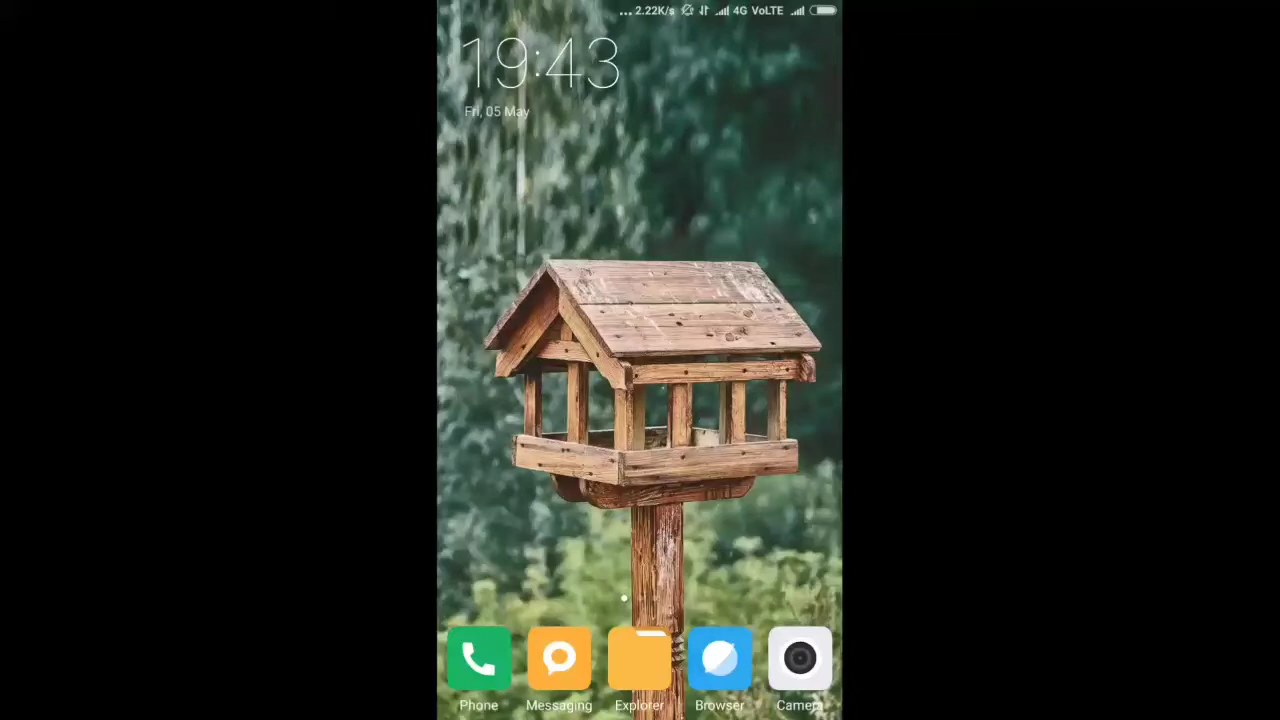 ...2.22K/s 4G VoLTE
19:43
Fri, 05 May
Phone Messaging Explorer Browser Camera